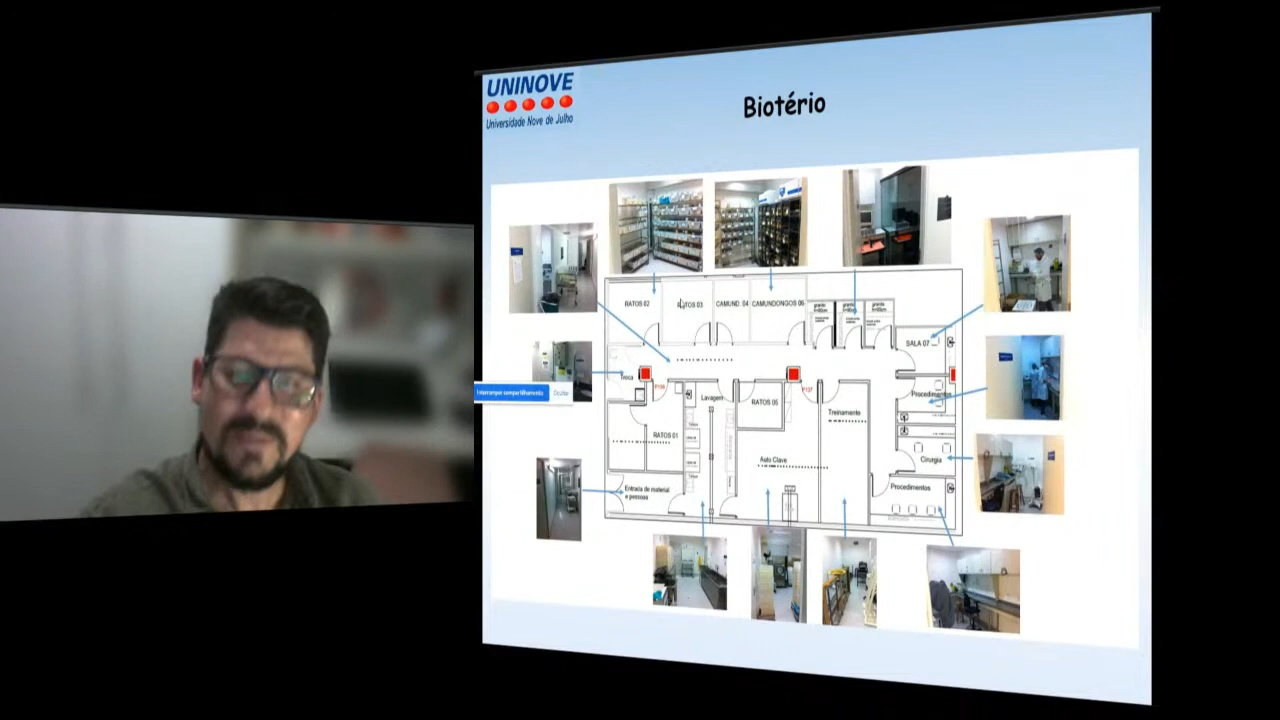 UNINOVE
Universidade Nove de Julho
Biotério
RATOS 02
RATOS 03
CAMUND. 04
CAMUNDONGOS 06
SALA 07
Troca
Interromper compartilhamento
Ocultar
Lavagem
RATOS 05
Treinamento
Procedimentos
RATOS 01
Auto Clave
Cirurgia
Entrada de material
e pessoas
Procedimentos